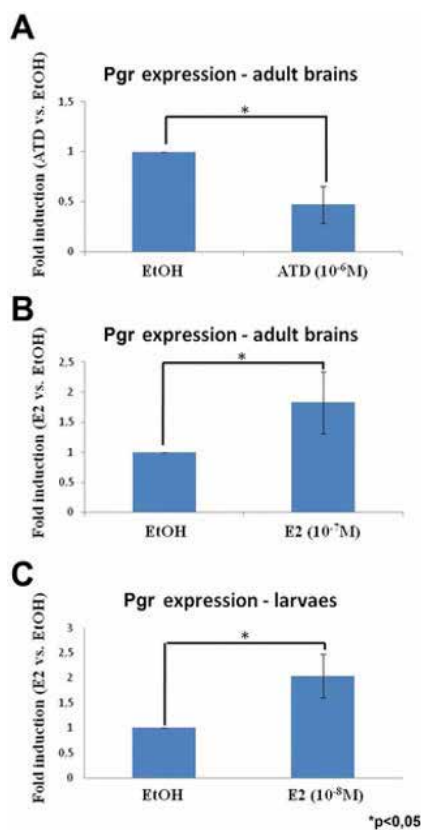 A
Pgr expression - adult brains
Fold induction (ATD vs. EtOH)
1.5
*
1
0.5
0
EtOH
ATD (10⁻⁶M)
B
Pgr expression - adult brains
Fold induction (E2 vs. EtOH)
2.5
*
2
1.5
1
0.5
0
EtOH
E2 (10⁻⁷M)
C
Pgr expression - larvaes
Fold induction (E2 vs. EtOH)
3
*
2.5
2
1.5
1
0.5
0
EtOH
E2 (10⁻⁸M)
*p<0,05